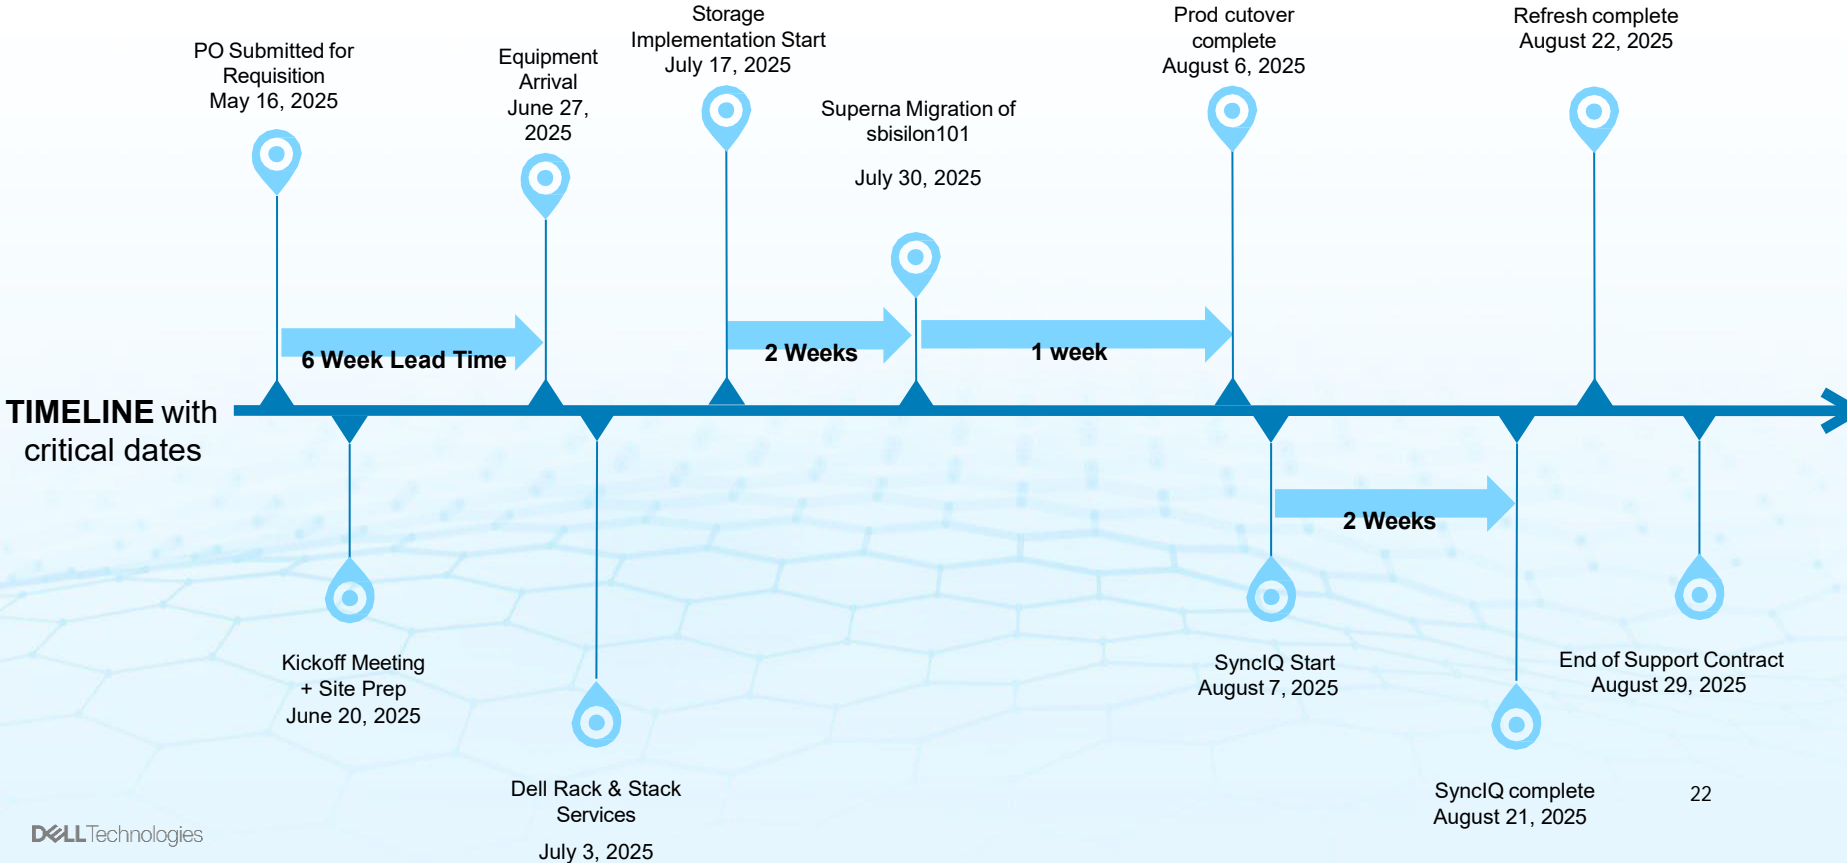 PO Submitted for
Requisition
May 16, 2025
Equipment
Arrival
June 27,
2025
Storage
Implementation Start
July 17, 2025
Superna Migration of
sbisilon101
July 30, 2025
Prod cutover
complete
August 6, 2025
Refresh complete
August 22, 2025
6 Week Lead Time
2 Weeks
1 week
TIMELINE with
critical dates
2 Weeks
Kickoff Meeting
+ Site Prep
June 20, 2025
Dell Rack & Stack
Services
July 3, 2025
SyncIQ Start
August 7, 2025
SyncIQ complete
August 21, 2025
End of Support Contract
August 29, 2025
22
DELL Technologies